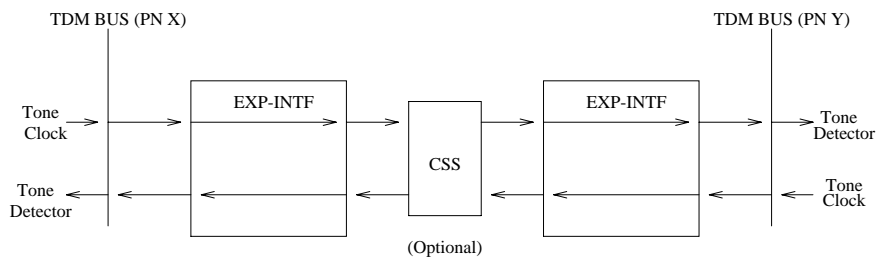 TDM BUS (PN X)
TDM BUS (PN Y)
EXP-INTF
EXP-INTF
Tone
Clock
Tone
Detector
CSS
Tone
Detector
Tone
Clock
(Optional)